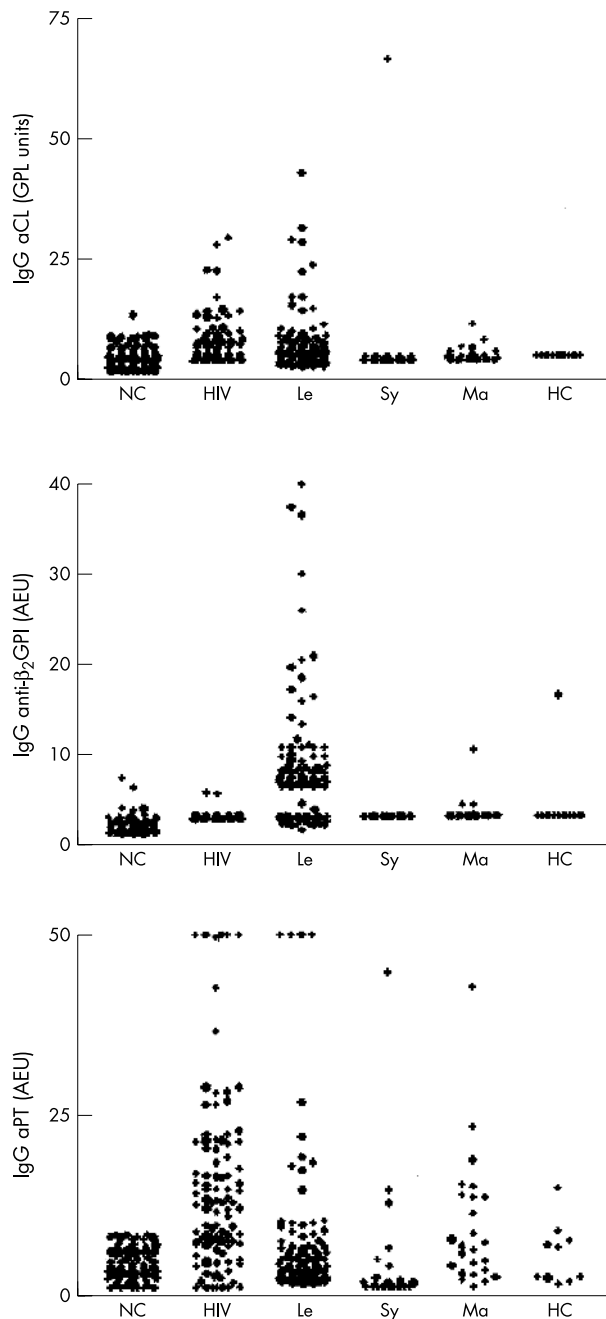 75
50
25
0
IgG aCL (GPL units)
NC HIV Le Sy Ma HC
40
30
20
10
0
IgG anti-β₂GPI (AEU)
NC HIV Le Sy Ma HC
50
25
0
IgG aPT (AEU)
NC HIV Le Sy Ma HC